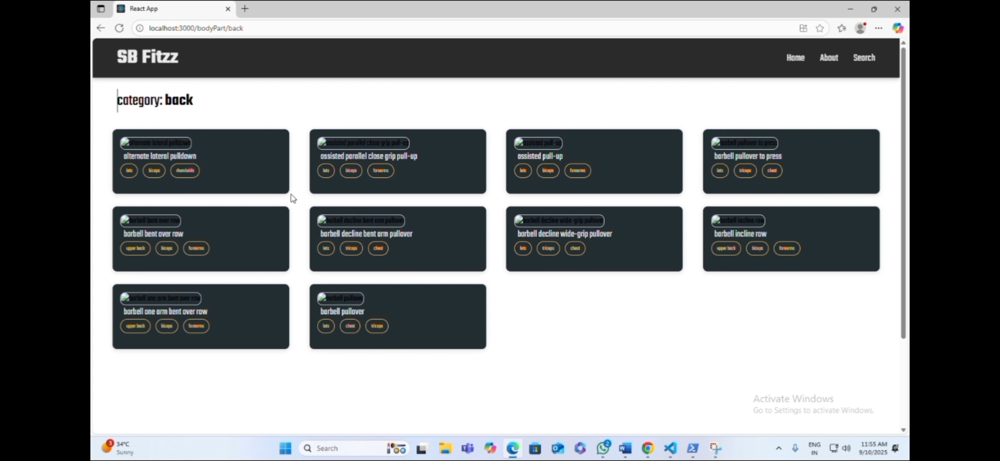 React App
localhost:3000/bodyPart/back
SB Fitzz
Home About Search
category: back
alternate lateral pulldown assisted parallel close grip pull-up assisted pull-up barbell pullover to press
alternate lateral pulldown assisted parallel close grip pull-up assisted pull-up barbell pullover to press
lats biceps rhomboids lats biceps forearms lats biceps forearms lats triceps chest
barbell bent over row barbell decline bent arm pullover barbell decline wide-grip pullover barbell incline row
barbell bent over row barbell decline bent arm pullover barbell decline wide-grip pullover barbell incline row
upper back biceps forearms lats triceps chest lats triceps chest upper back biceps forearms
barbell one arm bent over row barbell pullover
barbell one arm bent over row barbell pullover
upper back biceps forearms lats chest triceps
Activate Windows
Go to Settings to activate Windows.
3 34°C
Sunny
Search
2
ENG
IN
11:55 AM
9/10/2025